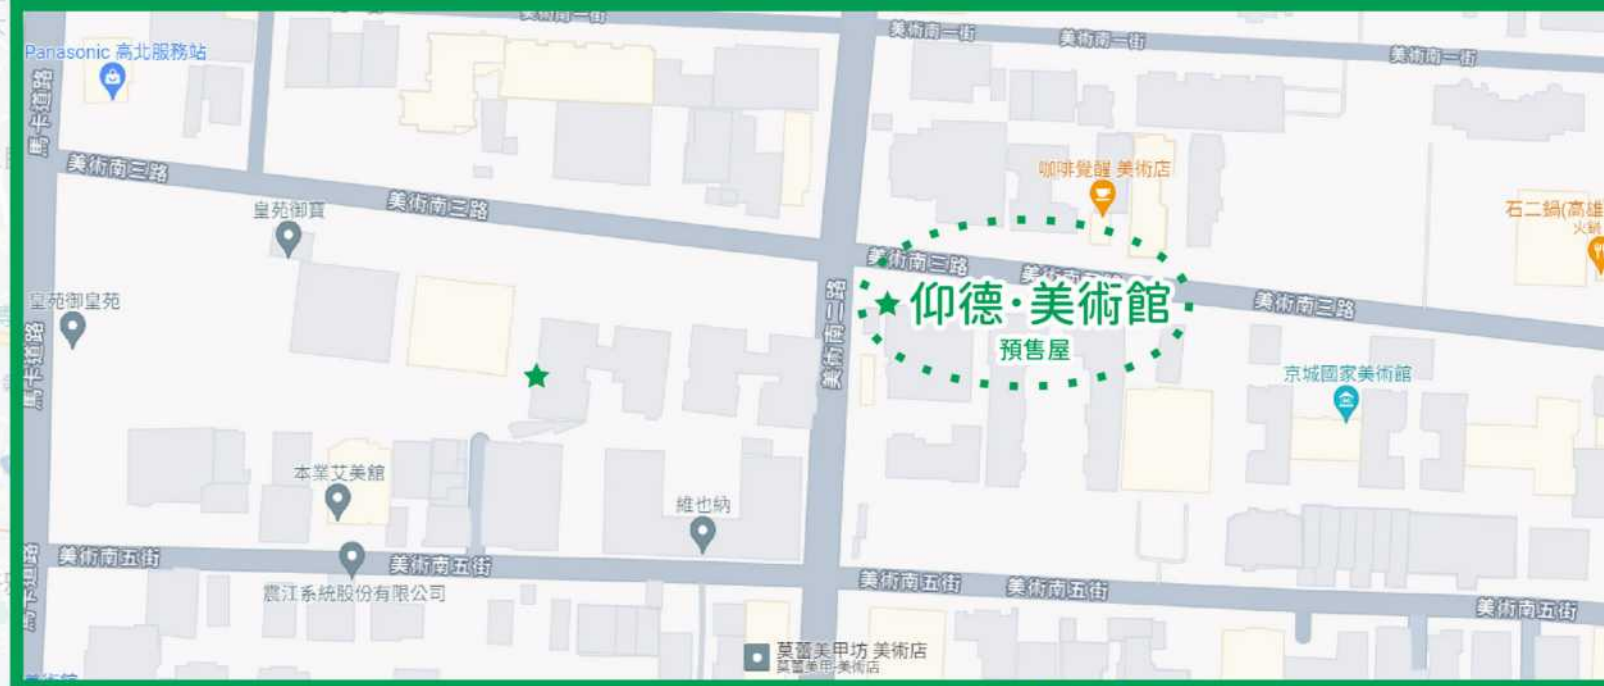 美術南一街
美術南一街
美術南一街
Panasonic 高北服務站
馬卡道路
美術南三路
美術南三路
皇苑御寶
咖啡覺醒 美術店
石二鍋(高雄
火鍋
美術南三路
美術南三路
皇苑御皇苑
馬卡道路
美術南二路
仰德·美術館
預售屋
京城國家美術館
本業艾美館
維也納
馬卡道路
美術南五街
美術南五街
震江系統股份有限公司
美術南五街
美術南五街
美術南五街
莫蕾美甲坊 美術店
莫蕾美甲-美術店